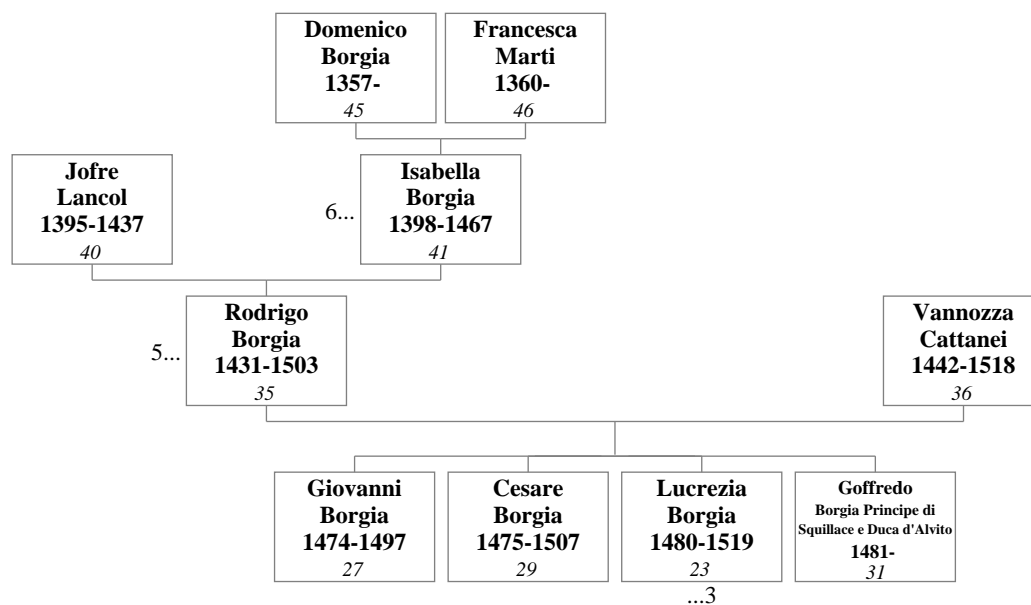 Domenico
Borgia
1357-
45
Francesca
Marti
1360-
46
Jofre
Lancol
1395-1437
40
6...
Isabella
Borgia
1398-1467
41
5...
Rodrigo
Borgia
1431-1503
35
Vannozza
Cattanei
1442-1518
36
Giovanni
Borgia
1474-1497
27
Cesare
Borgia
1475-1507
29
Lucrezia
Borgia
1480-1519
23
...3
Goffredo
Borgia Principe di
Squillace e Duca d'Alvito
1481-
31